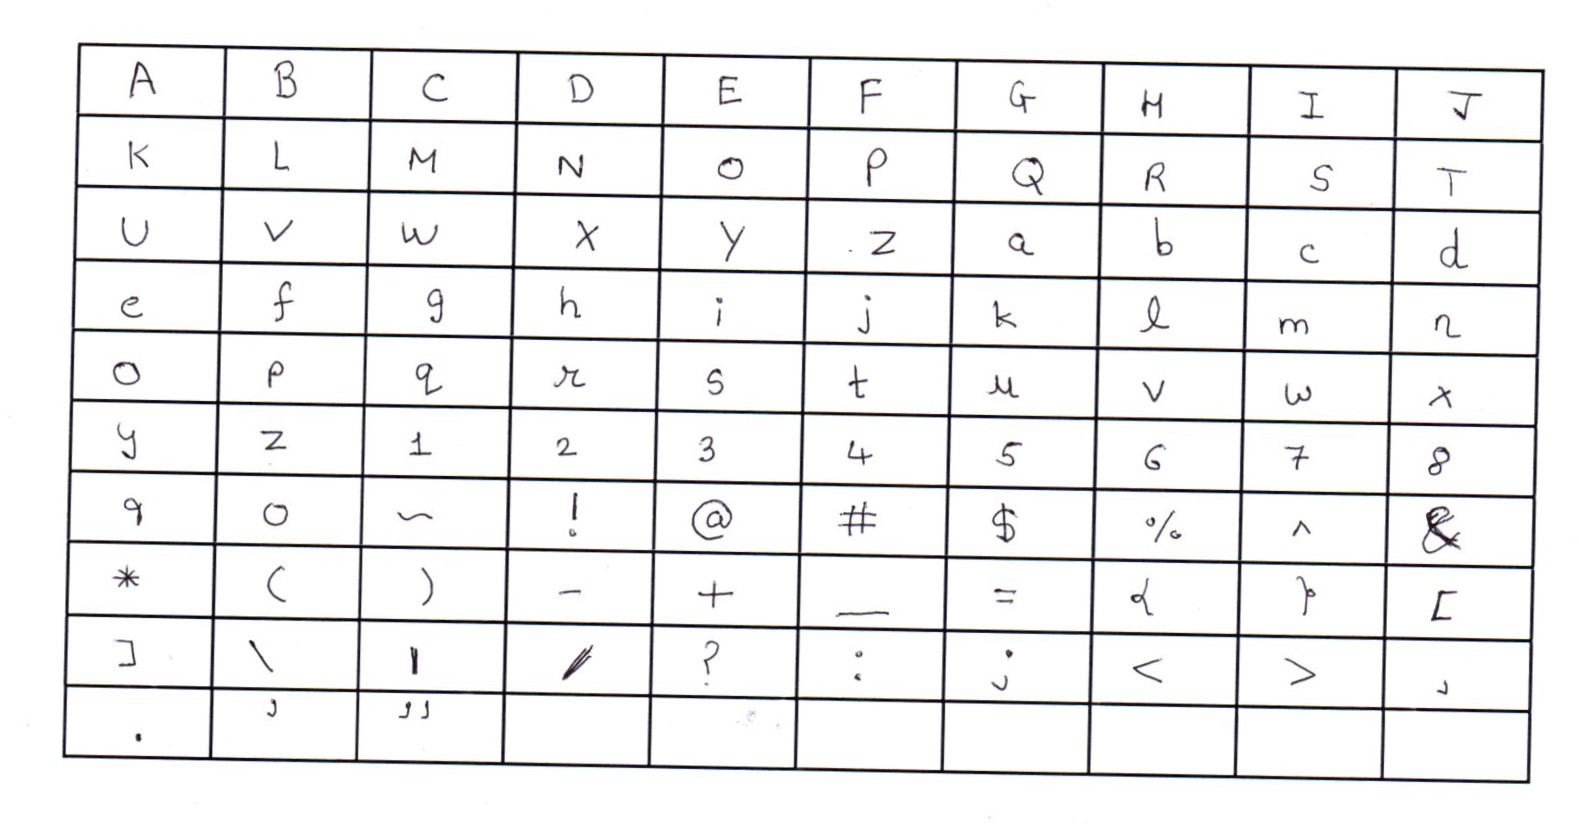 A B C D E F G H I J
K L M N O P Q R S T
U V W X Y Z a b c d
e f g h i j k l m n
o p q r s t u v w x
y z 1 2 3 4 5 6 7 8
9 0 ~ ! @ # $ % ^ &
* ( ) - + _ = { } [
] \ | / ? : ; < > ,
. ' "